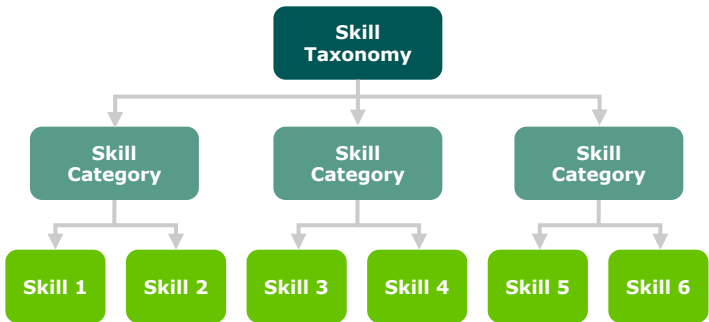 Skill
Taxonomy
Skill
Category
Skill
Category
Skill
Category
Skill 1
Skill 2
Skill 3
Skill 4
Skill 5
Skill 6